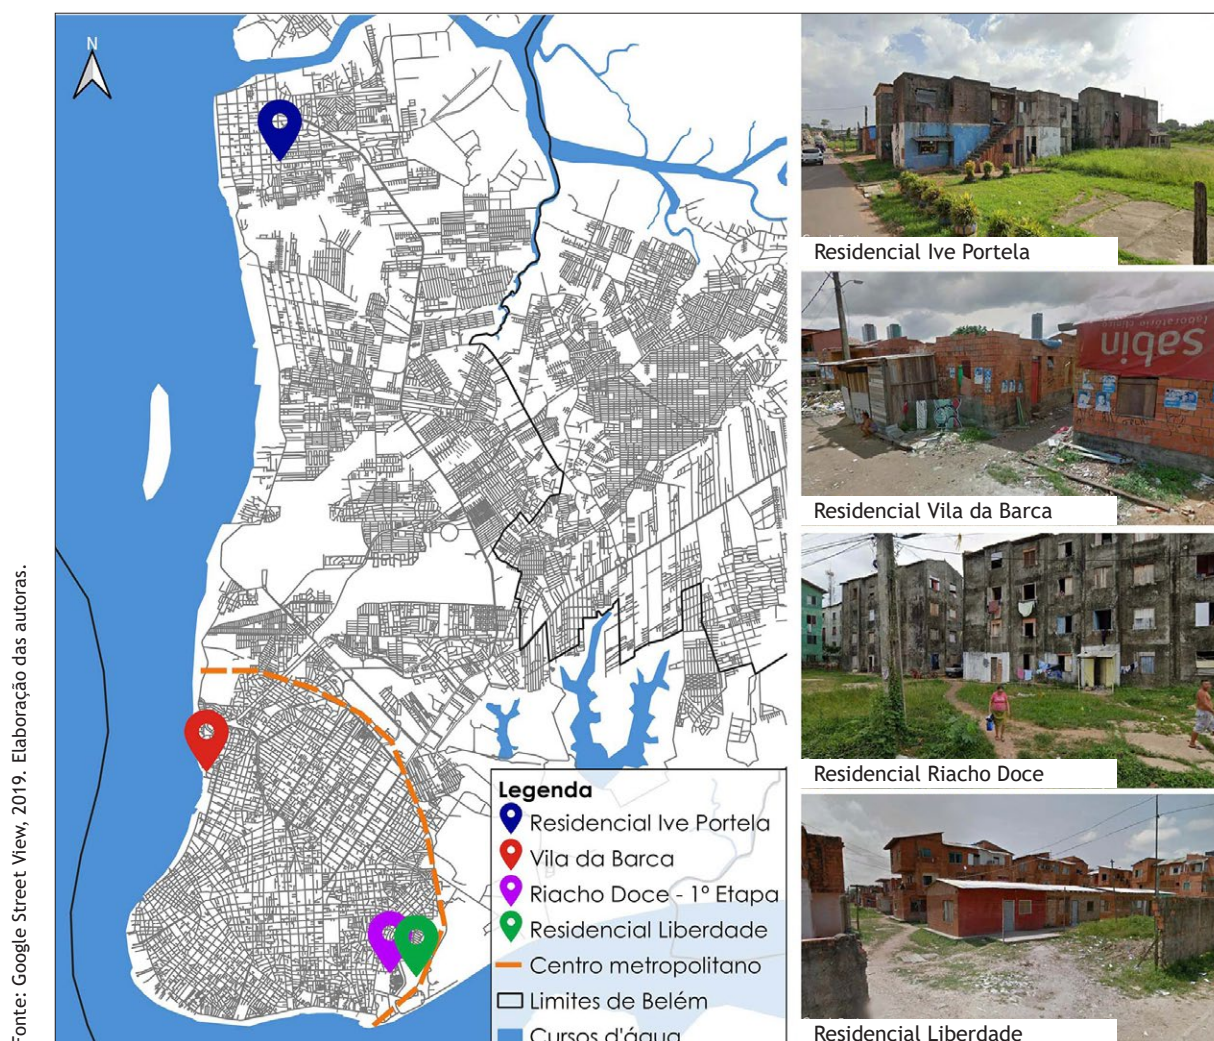 N
Residencial Ive Portela
sabin
laboratório clínico
Residencial Vila da Barca
Residencial Riacho Doce
Residencial Liberdade
Legenda
Residencial Ive Portela
Vila da Barca
Riacho Doce - 1º Etapa
Residencial Liberdade
Centro metropolitano
Limites de Belém
Cursos d'água
Fonte: Google Street View, 2019. Elaboração das autoras.